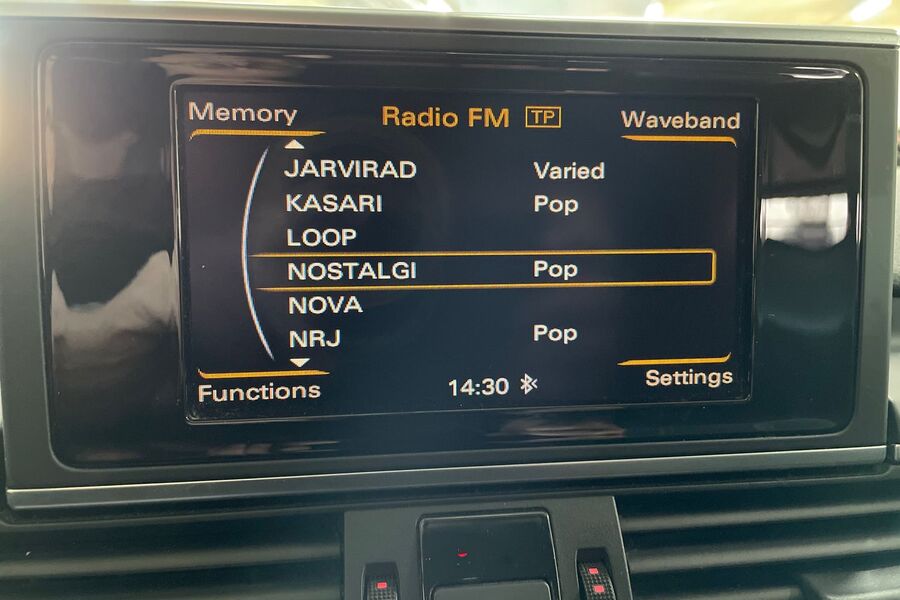 Memory Radio FM TP Waveband
JARVIRAD Varied
KASARI Pop
LOOP
NOSTALGI Pop
NOVA
NRJ Pop
Functions 14:30 Settings